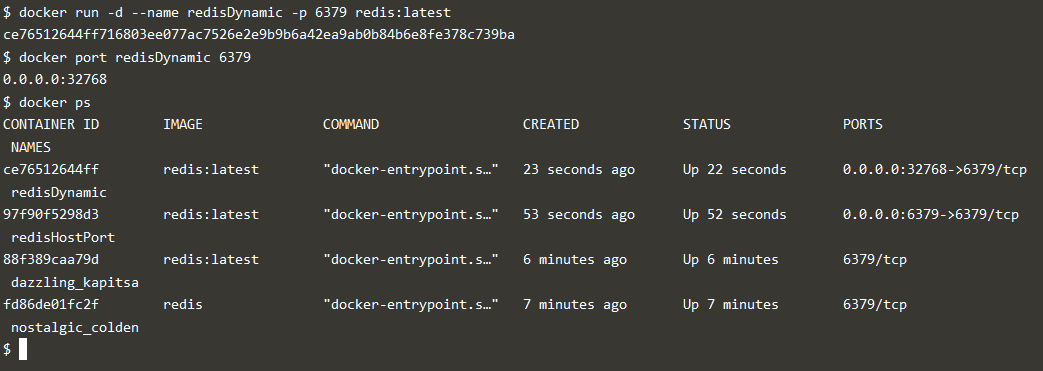 $ docker run -d --name redisDynamic -p 6379 redis:latest
ce76512644ff716803ee077ac7526e2e9b9b6a42ea9ab0b84b6e8fe378c739ba
$ docker port redisDynamic 6379
0.0.0.0:32768
$ docker ps
CONTAINER ID        IMAGE               COMMAND                  CREATED             STATUS              PORTS
 NAMES
ce76512644ff        redis:latest        "docker-entrypoint.s…"   23 seconds ago      Up 22 seconds       0.0.0.0:32768->6379/tcp
 redisDynamic
97f90f5298d3        redis:latest        "docker-entrypoint.s…"   53 seconds ago      Up 52 seconds       0.0.0.0:6379->6379/tcp
 redisHostPort
88f389caa79d        redis:latest        "docker-entrypoint.s…"   6 minutes ago       Up 6 minutes        6379/tcp
 dazzling_kapitsa
fd86de01fc2f        redis               "docker-entrypoint.s…"   7 minutes ago       Up 7 minutes        6379/tcp
 nostalgic_colden
$